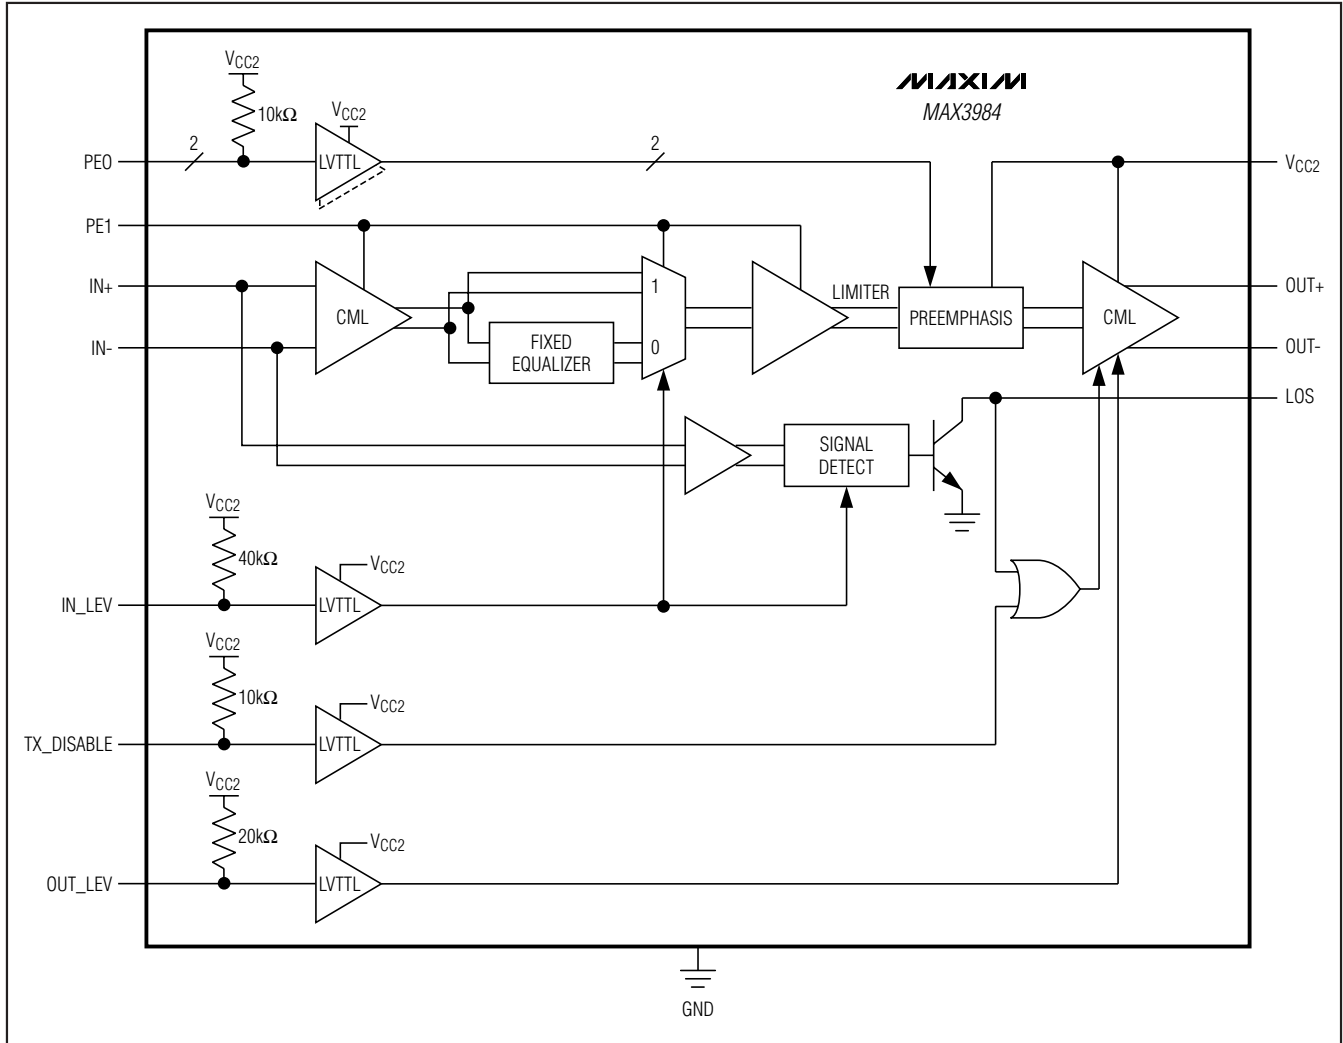 MAXIM
MAX3984
VCC2
10kΩ
VCC2
2
2
PE0
LVTTL
VCC2
PE1
IN+
CML
1
LIMITER
PREEMPHASIS
CML
OUT+
IN-
FIXED
EQUALIZER
0
OUT-
LOS
SIGNAL
DETECT
VCC2
40kΩ
VCC2
IN_LEV
LVTTL
VCC2
10kΩ
VCC2
TX_DISABLE
LVTTL
VCC2
20kΩ
VCC2
OUT_LEV
LVTTL
GND